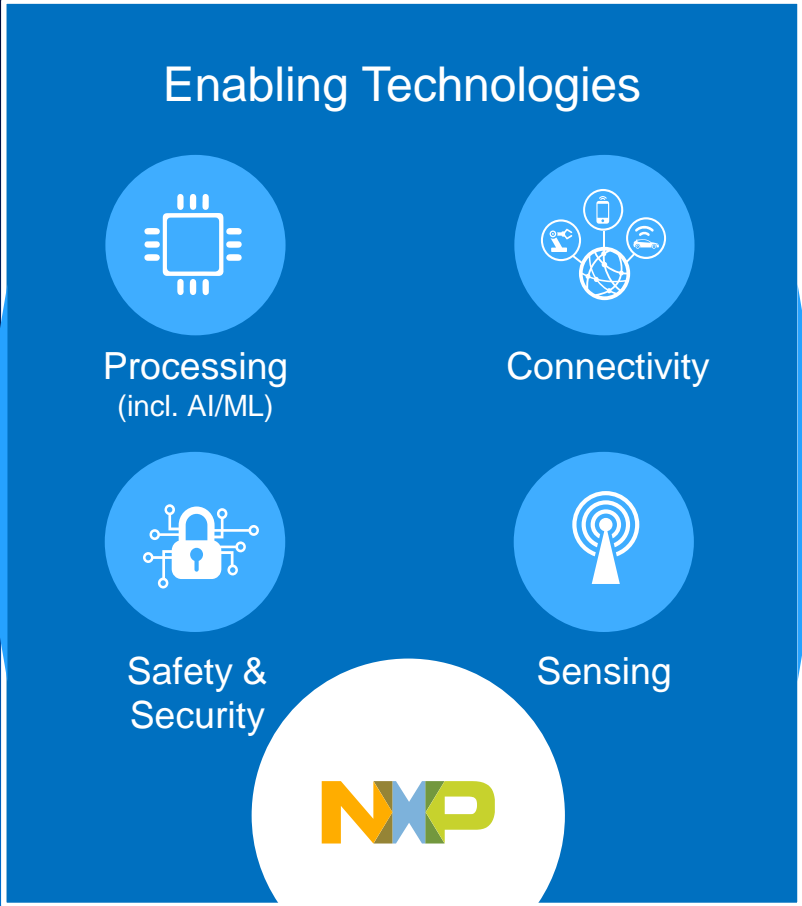 Enabling Technologies
Processing
(incl. AI/ML)
Connectivity
Safety &
Security
Sensing
NXP